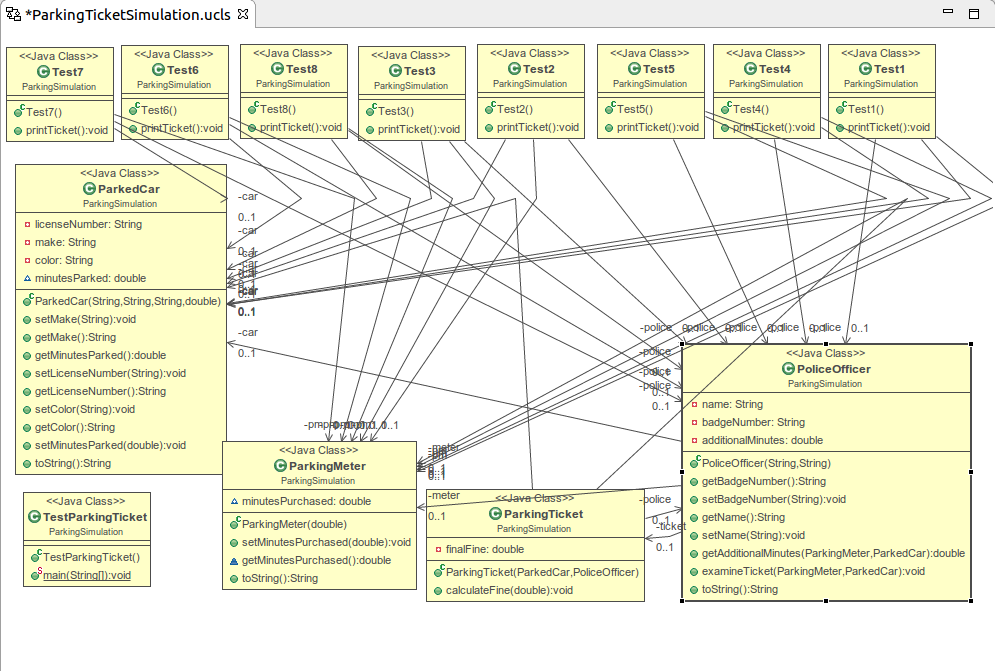 *ParkingTicketSimulation.ucls
<<Java Class>>
Test7
ParkingSimulation
Test7()
printTicket():void
<<Java Class>>
Test6
ParkingSimulation
Test6()
printTicket():void
<<Java Class>>
Test8
ParkingSimulation
Test8()
printTicket():void
<<Java Class>>
Test3
ParkingSimulation
Test3()
printTicket():void
<<Java Class>>
Test2
ParkingSimulation
Test2()
printTicket():void
<<Java Class>>
Test5
ParkingSimulation
Test5()
printTicket():void
<<Java Class>>
Test4
ParkingSimulation
Test4()
printTicket():void
<<Java Class>>
Test1
ParkingSimulation
Test1()
printTicket():void
<<Java Class>>
ParkedCar
ParkingSimulation
licenseNumber: String
make: String
color: String
minutesParked: double
ParkedCar(String,String,String,double)
setMake(String):void
getMake():String
getMinutesParked():double
setLicenseNumber(String):void
getLicenseNumber():String
setColor(String):void
getColor():String
setMinutesParked(double):void
toString():String
-car
0..1
-car
0..1
-car
0..1
-car
0..1
-police
-police
0..1
-police
0..1
-police
0..1
<<Java Class>>
PoliceOfficer
ParkingSimulation
name: String
badgeNumber: String
additionalMinutes: double
PoliceOfficer(String,String)
getBadgeNumber():String
setBadgeNumber(String):void
getName():String
setName(String):void
getAdditionalMinutes(ParkingMeter,ParkedCar):double
examineTicket(ParkingMeter,ParkedCar):void
toString():String
<<Java Class>>
ParkingMeter
ParkingSimulation
minutesPurchased: double
ParkingMeter(double)
setMinutesPurchased(double):void
getMinutesPurchased():double
toString():String
-meter
0..1
-meter
0..1
<<Java Class>>
ParkingTicket
ParkingSimulation
finalFine: double
ParkingTicket(ParkedCar,PoliceOfficer)
calculateFine(double):void
-police
0..1
-ticket
0..1
<<Java Class>>
TestParkingTicket
ParkingSimulation
TestParkingTicket()
main(String[]):void